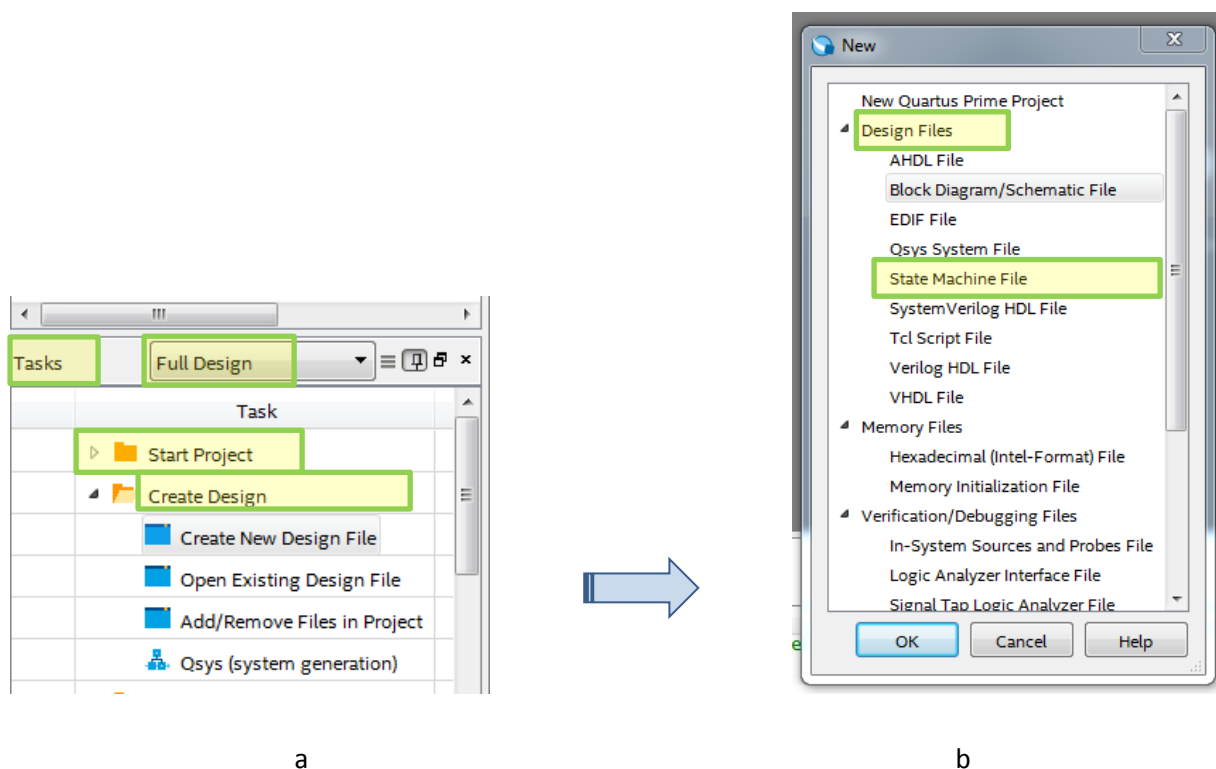 Tasks
Full Design
Task
Start Project
Create Design
Create New Design File
Open Existing Design File
Add/Remove Files in Project
Qsys (system generation)
a
New
New Quartus Prime Project
Design Files
AHDL File
Block Diagram/Schematic File
EDIF File
Qsys System File
State Machine File
SystemVerilog HDL File
Tcl Script File
Verilog HDL File
VHDL File
Memory Files
Hexadecimal (Intel-Format) File
Memory Initialization File
Verification/Debugging Files
In-System Sources and Probes File
Logic Analyzer Interface File
Signal Tap Logic Analyzer File
OK
Cancel
Help
e
b